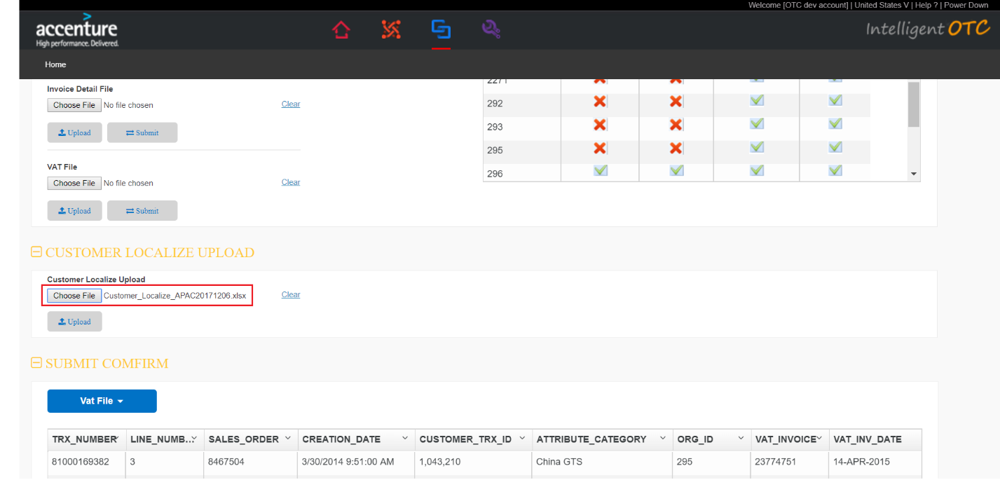 Welcome [OTC dev account] | United States V | Help ? | Power Down
accenture
High performance. Delivered.
Intelligent OTC
Home
Invoice Detail File
Choose File No file chosen Clear
Upload Submit
VAT File
Choose File No file chosen Clear
Upload Submit
2271
292
293
295
296
CUSTOMER LOCALIZE UPLOAD
Customer Localize Upload
Choose File Customer_Localize_APAC20171206.xlsx Clear
Upload
SUBMIT COMFIRM
Vat File
TRX_NUMBER LINE_NUMB... SALES_ORDER CREATION_DATE CUSTOMER_TRX_ID ATTRIBUTE_CATEGORY ORG_ID VAT_INVOICE VAT_INV_DATE
81000169382 3 8467504 3/30/2014 9:51:00 AM 1,043,210 China GTS 295 23774751 14-APR-2015